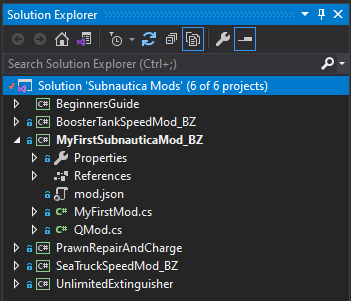 Solution Explorer
Search Solution Explorer (Ctrl+;)
Solution 'Subnautica Mods' (6 of 6 projects)
C# BeginnersGuide
C# BoosterTankSpeedMod_BZ
C# MyFirstSubnauticaMod_BZ
Properties
References
mod.json
C# MyFirstMod.cs
C# QMod.cs
C# PrawnRepairAndCharge
C# SeaTruckSpeedMod_BZ
C# UnlimitedExtinguisher